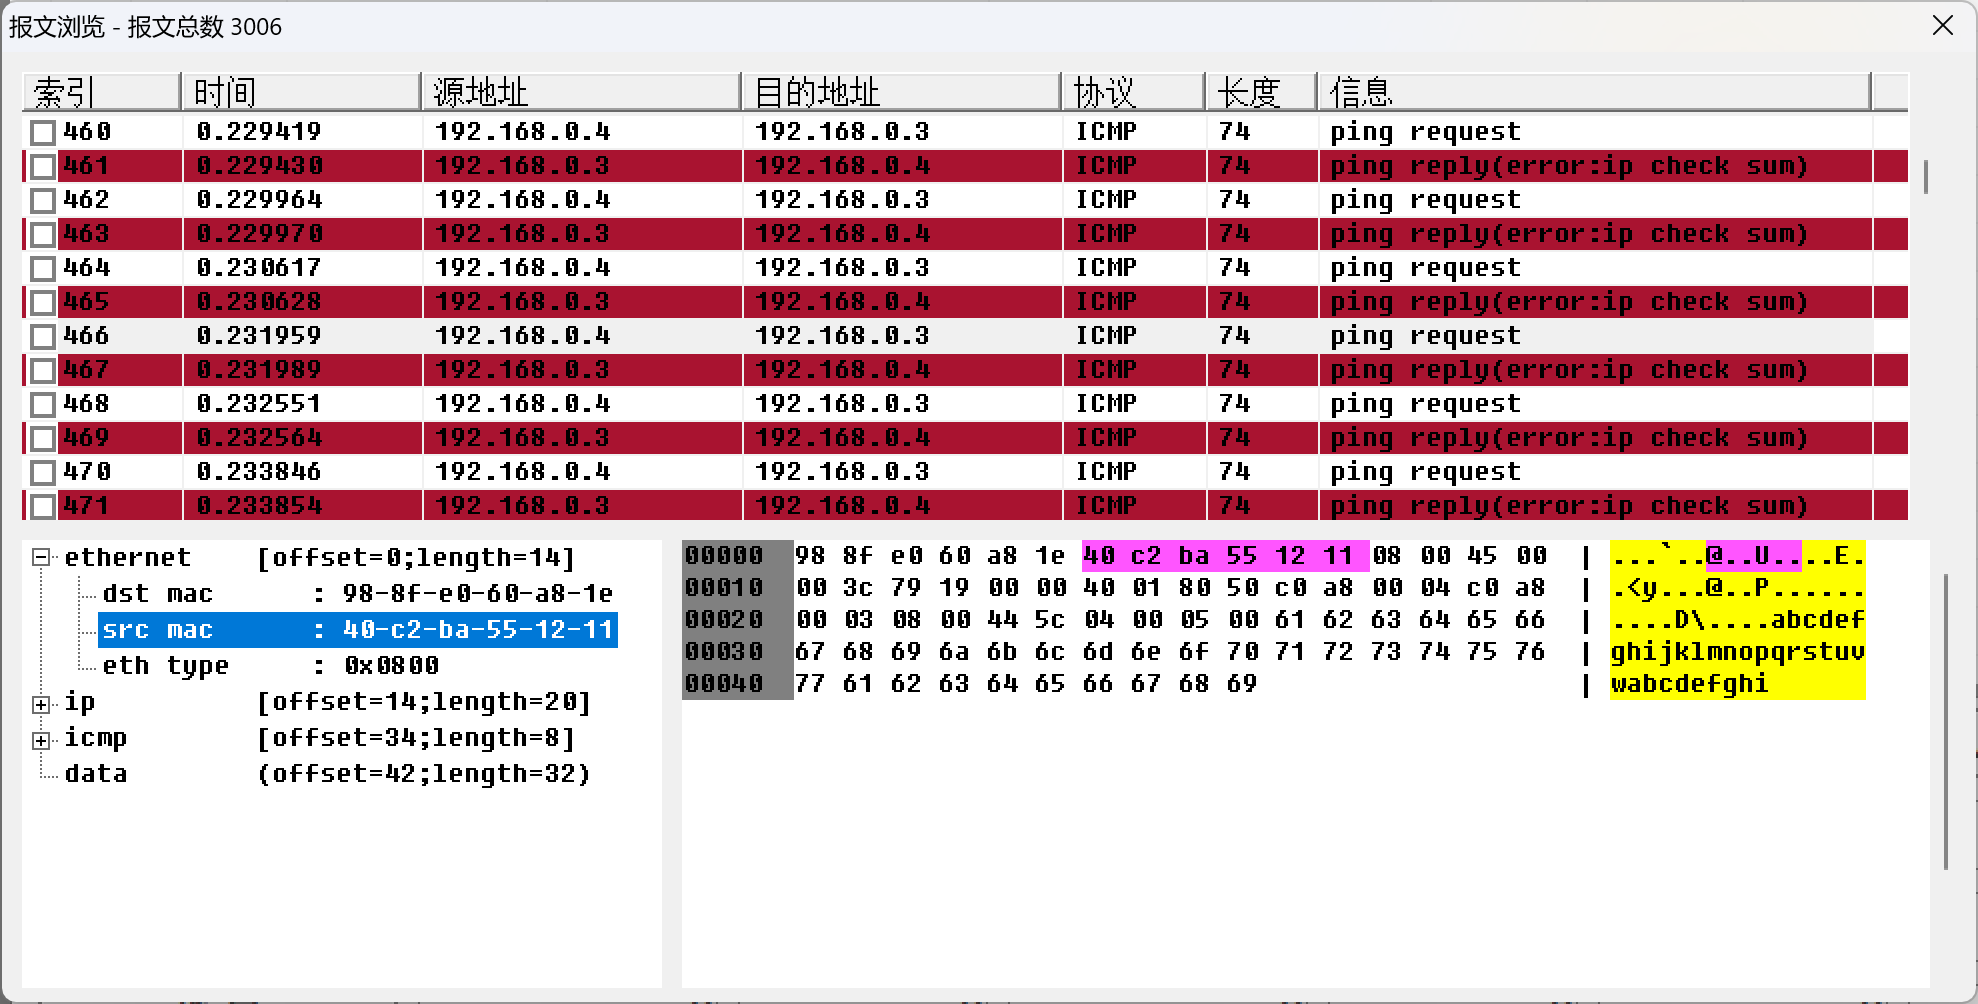 报文浏览 - 报文总数 3006
索引 时间 源地址 目的地址 协议 长度 信息
460 0.229419 192.168.0.4 192.168.0.3 ICMP 74 ping request
461 0.229430 192.168.0.3 192.168.0.4 ICMP 74 ping reply(error:ip check sum)
462 0.229964 192.168.0.4 192.168.0.3 ICMP 74 ping request
463 0.229970 192.168.0.3 192.168.0.4 ICMP 74 ping reply(error:ip check sum)
464 0.230617 192.168.0.4 192.168.0.3 ICMP 74 ping request
465 0.230628 192.168.0.3 192.168.0.4 ICMP 74 ping reply(error:ip check sum)
466 0.231959 192.168.0.4 192.168.0.3 ICMP 74 ping request
467 0.231989 192.168.0.3 192.168.0.4 ICMP 74 ping reply(error:ip check sum)
468 0.232551 192.168.0.4 192.168.0.3 ICMP 74 ping request
469 0.232564 192.168.0.3 192.168.0.4 ICMP 74 ping reply(error:ip check sum)
470 0.233846 192.168.0.4 192.168.0.3 ICMP 74 ping request
471 0.233854 192.168.0.3 192.168.0.4 ICMP 74 ping reply(error:ip check sum)
ethernet [offset=0;length=14]
dst mac : 98-8f-e0-60-a8-1e
src mac : 40-c2-ba-55-12-11
eth type : 0x0800
ip [offset=14;length=20]
icmp [offset=34;length=8]
data (offset=42;length=32)
00000 98 8f e0 60 a8 1e 40 c2 ba 55 12 11 08 00 45 00 | ...`..@..U....E.
00010 00 3c 79 19 00 00 40 01 80 50 c0 a8 00 04 c0 a8 | .<y...@..P......
00020 00 03 08 00 44 5c 04 00 05 00 61 62 63 64 65 66 | ....D\....abcdef
00030 67 68 69 6a 6b 6c 6d 6e 6f 70 71 72 73 74 75 76 | ghijklmnopqrstuv
00040 77 61 62 63 64 65 66 67 68 69 | wabcdefghi